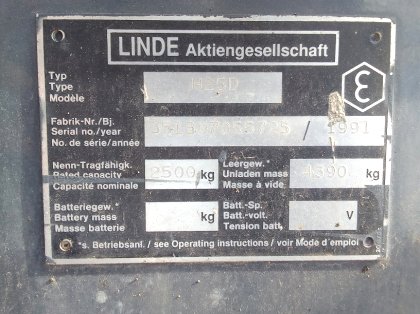 LINDE Aktiengesellschaft
Typ
Type H25D
Modèle
Fabrik-Nr./Bj.
Serial no./year / 1991
No. de série/année
Nenn-Tragfähigk. Leergew.*
Rated capacity 2500 kg Unladen mass 4390 kg
Capacité nominale Masse à vide
Batteriegew.* Batt.-Sp.
Battery mass kg Batt.-volt. V
Masse batterie Tension batt.
*s. Betriebsanl. / see Operating instructions / voir Mode d'emploi